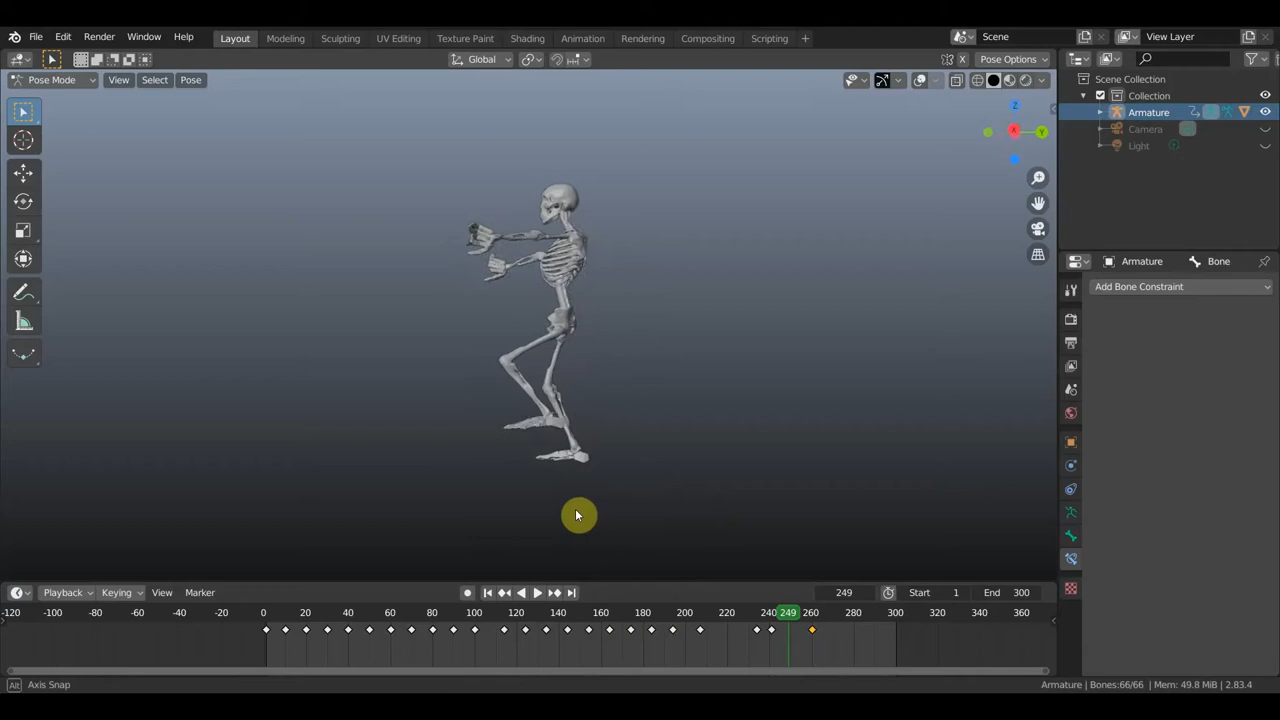 File Edit Render Window Help Layout Modeling Sculpting UV Editing Texture Paint Shading Animation Rendering Compositing Scripting + Scene View Layer
Global Pose Options
Pose Mode View Select Pose
Scene Collection
Collection
Armature
Camera
Light
Z
X
Y
Armature Bone
Add Bone Constraint
Playback Keying View Marker 249 Start 1 End 300
-120 -100 -80 -60 -40 -20 0 20 40 60 80 100 120 140 160 180 200 220 240 249 260 280 300 320 340 360
Alt Axis Snap Armature | Bones:66/66 | Mem: 49.8 MiB | 2.83.4